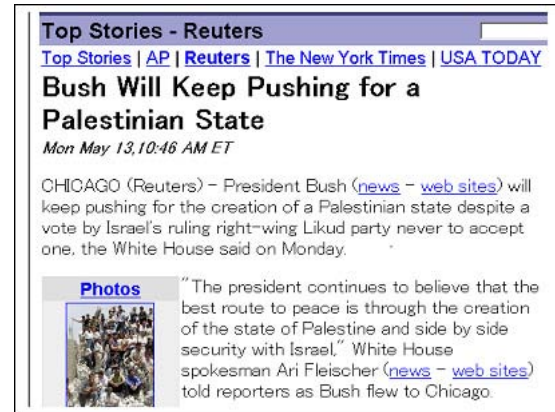 Top Stories - Reuters
Top Stories | AP | Reuters | The New York Times | USA TODAY
Bush Will Keep Pushing for a
Palestinian State
Mon May 13,10:46 AM ET
CHICAGO (Reuters) - President Bush (news - web sites) will
keep pushing for the creation of a Palestinian state despite a
vote by Israel's ruling right-wing Likud party never to accept
one, the White House said on Monday.
Photos
"The president continues to believe that the
best route to peace is through the creation
of the state of Palestine and side by side
security with Israel," White House
spokesman Ari Fleischer (news - web sites)
told reporters as Bush flew to Chicago.